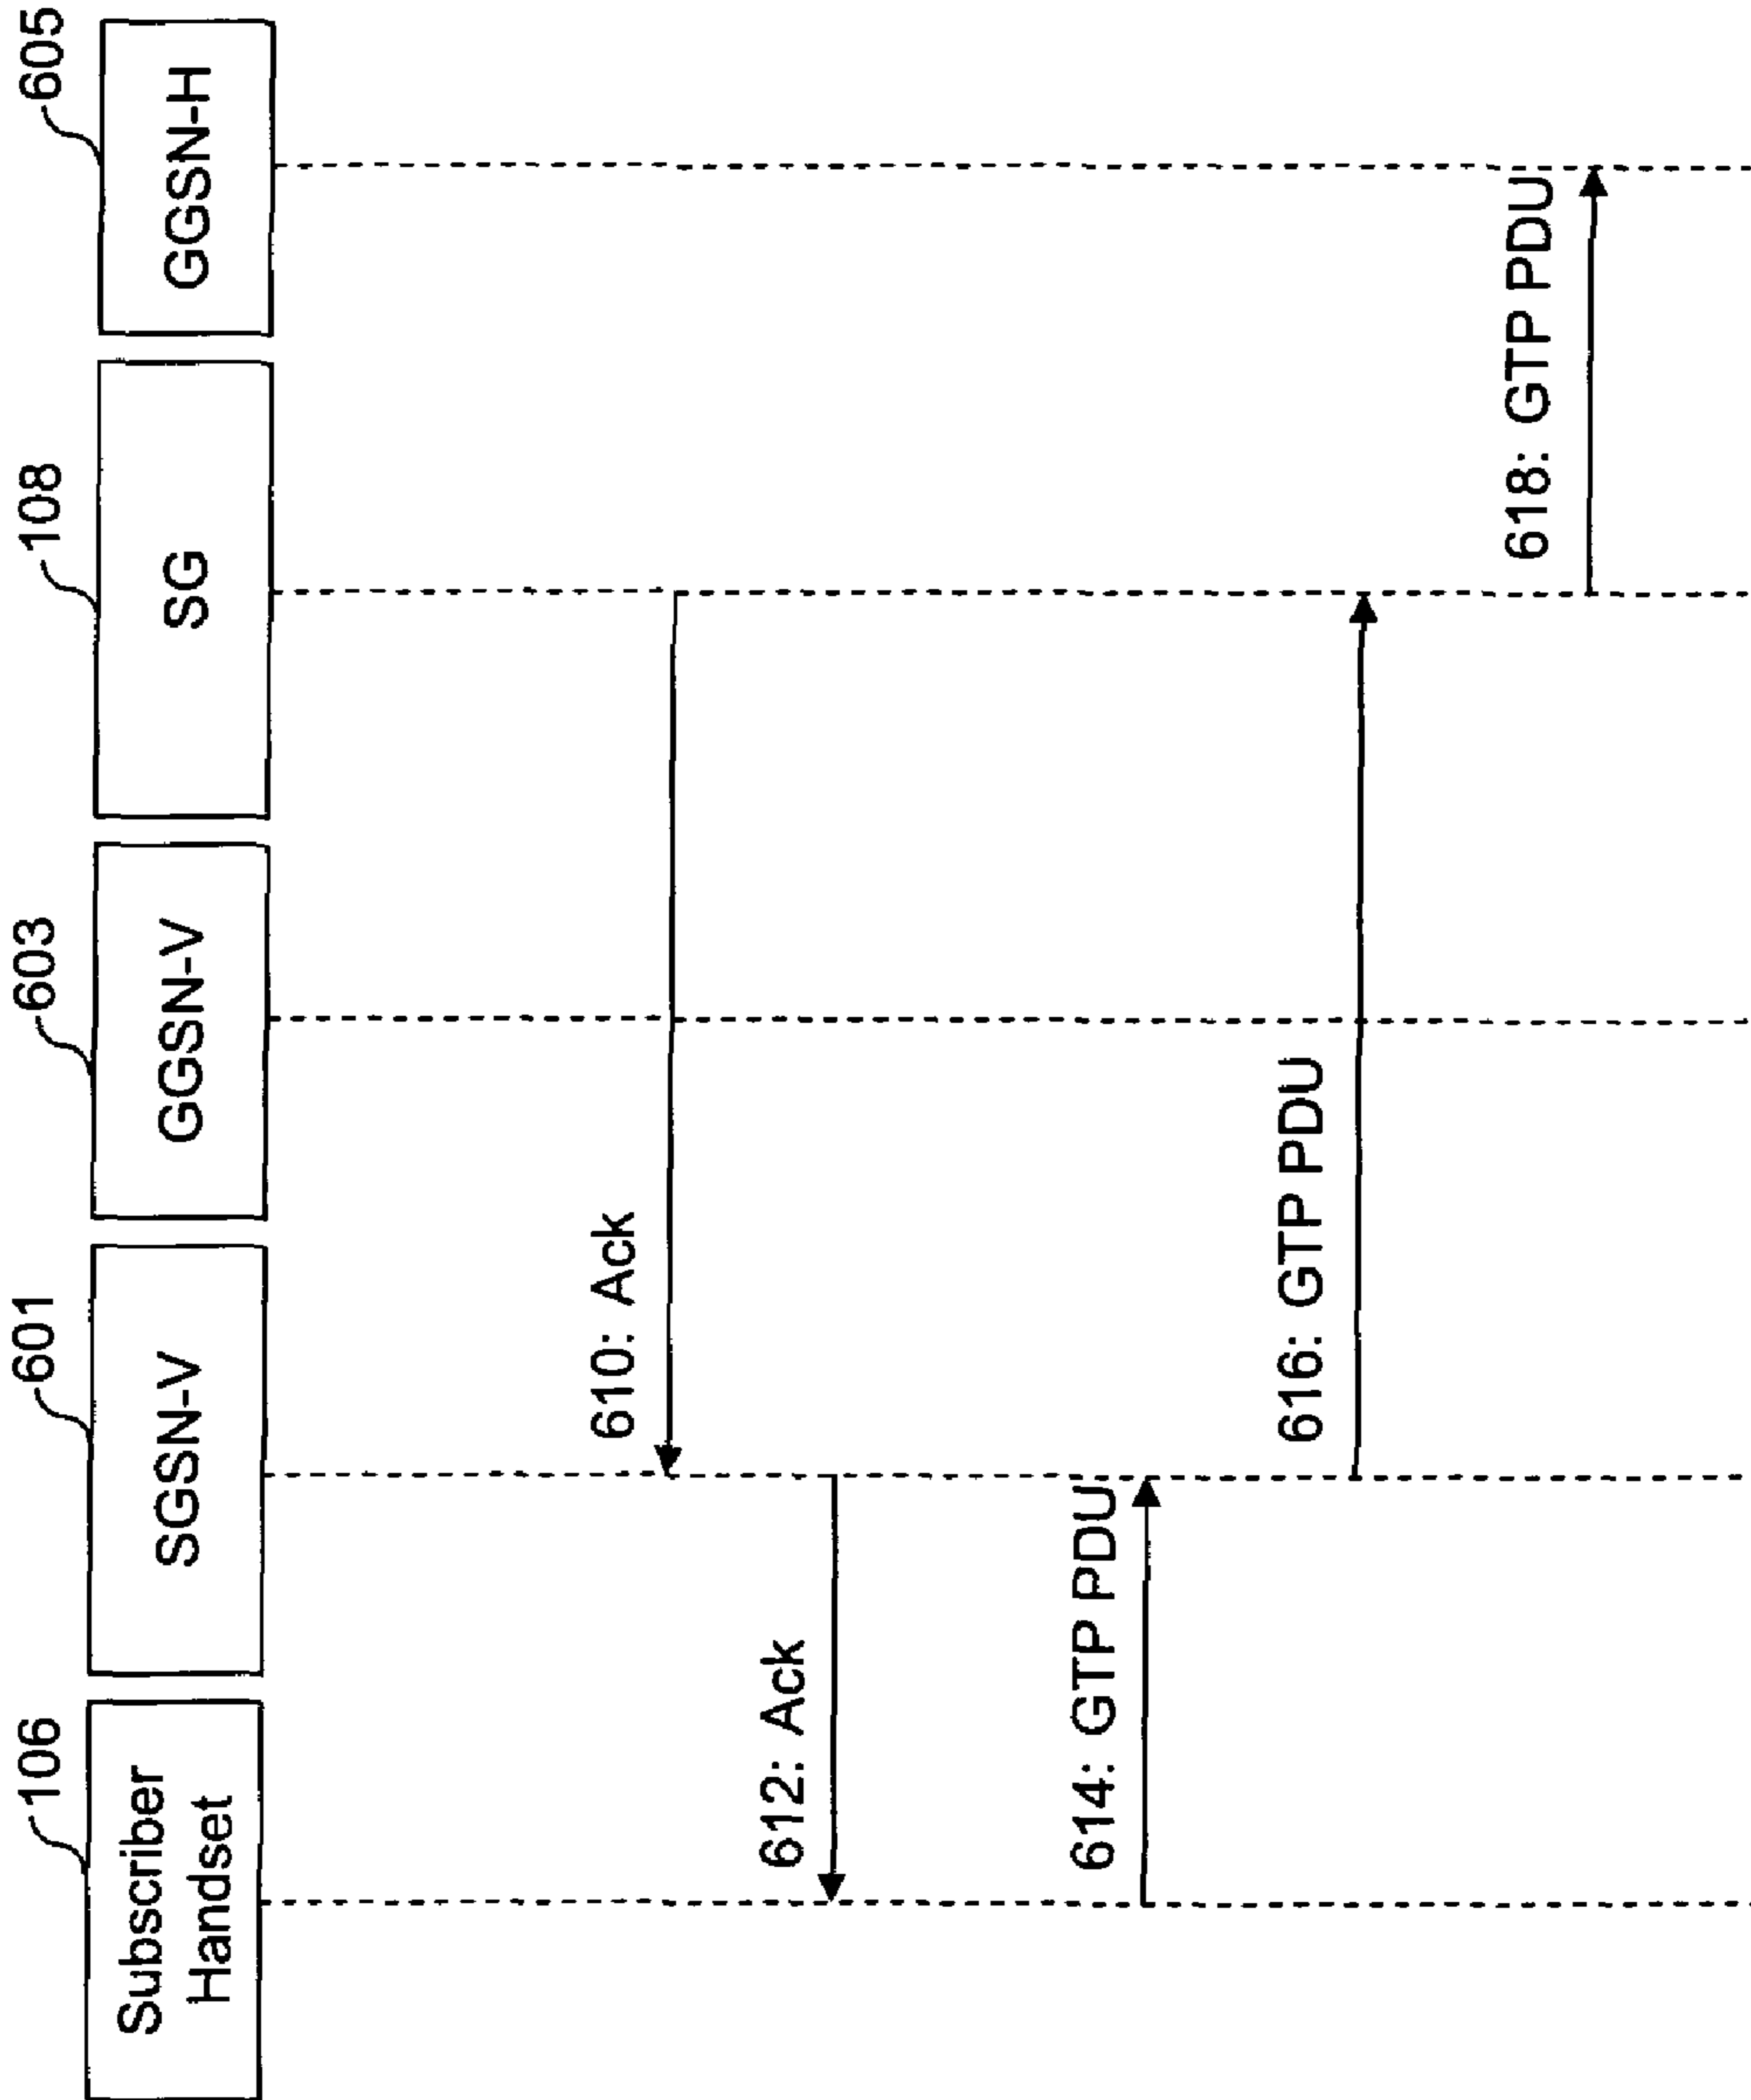 106
601
603
108
605
Subscriber
Handset
SGSN-V
GGSN-V
SG
GGSN-H
610: Ack
612: Ack
614: GTP PDU
616: GTP PDU
618: GTP PDU